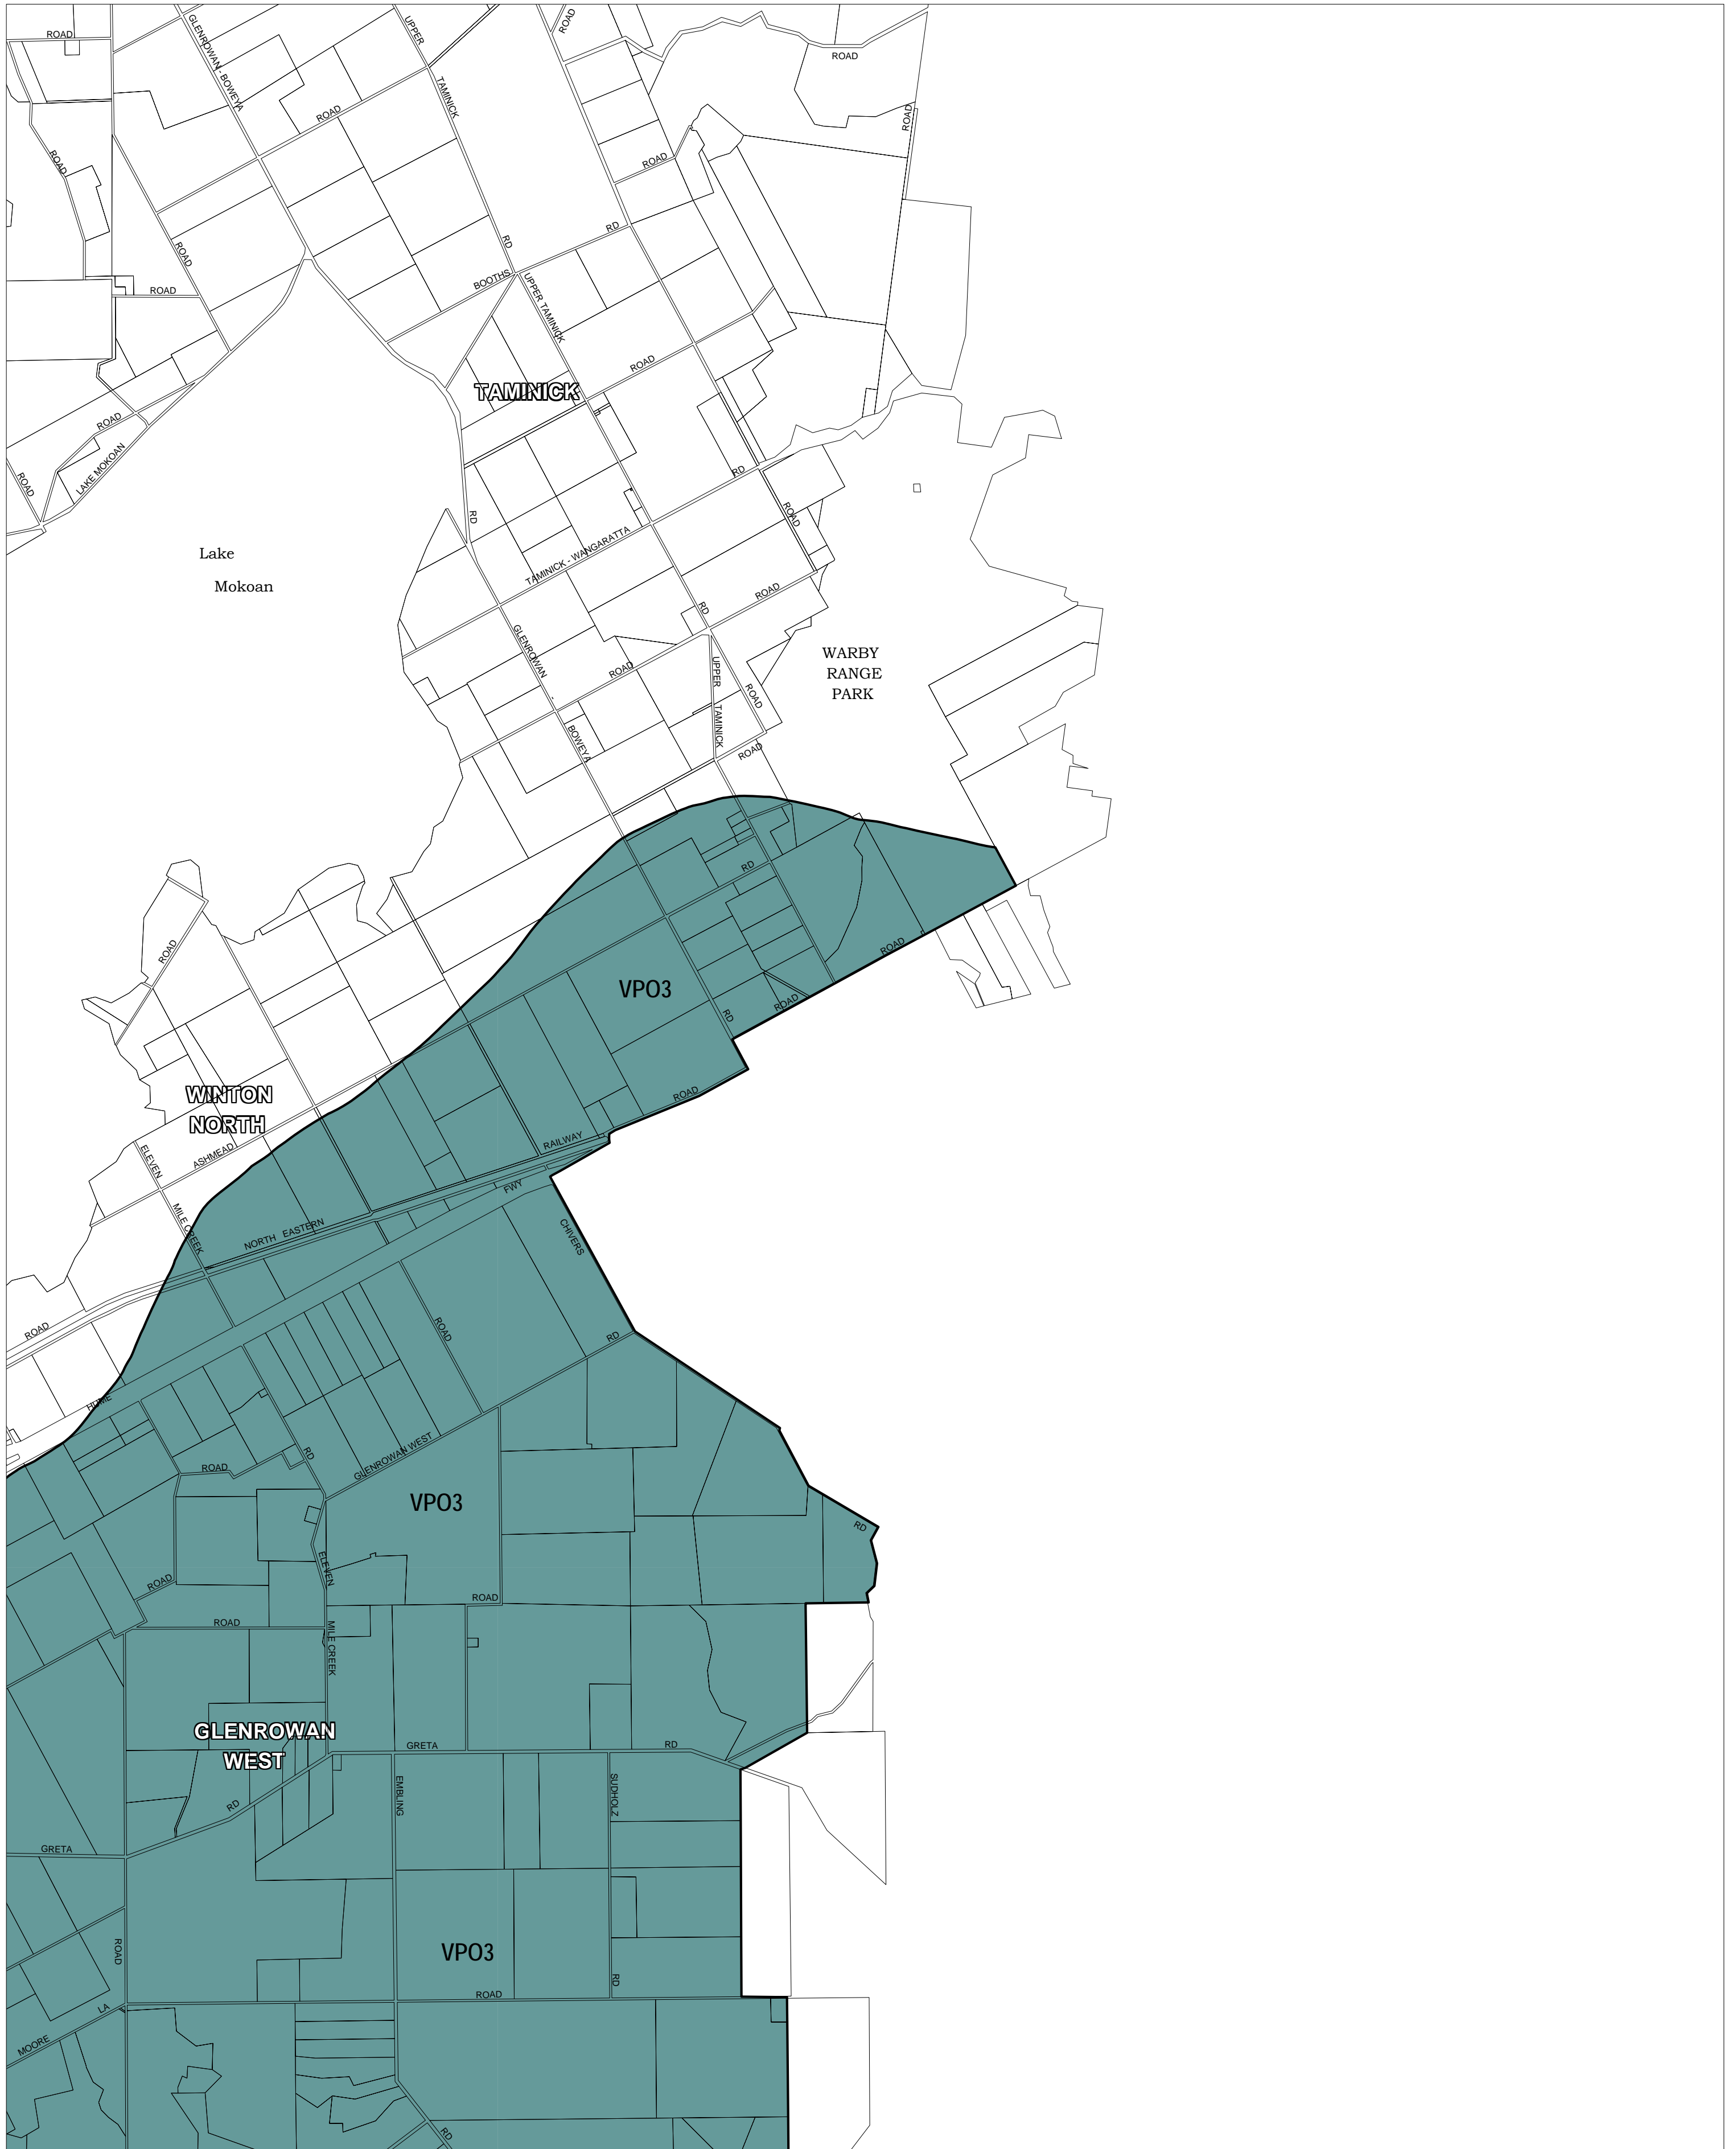 ROAD
GLENROWAN - BOWEYA
UPPER
ROAD
ROAD
TAMINICK
ROAD
ROAD
ROAD
ROAD
ROAD
RD
RD
ROAD
ROAD
BOOTHS
UPPER TAMINICK
ROAD
TAMINICK
ROAD
LAKE MOKOAN
ROAD
RD
RD
ROAD
TAMINICK - WANGARATTA
Lake
Mokoan
ROAD
RD
GLENROWAN
-
BOWEYA
ROAD
UPPER
TAMINICK
ROAD
ROAD
WARBY
RANGE
PARK
RD
ROAD
ROAD
VPO3
RD
ROAD
ROAD
WINTON
NORTH
ELEVEN
MILE CREEK
ASHMEAD
RAILWAY
FWY
NORTH EASTERN
CHIVERS
ROAD
ROAD
RD
HUME
RD
GLENROWAN WEST
ROAD
VPO3
RD
ELEVEN
MILE CREEK
ROAD
ROAD
ROAD
GLENROWAN
WEST
GRETA
RD
EMBLING
SUDHOLZ
RD
GRETA
ROAD
VPO3
RD
ROAD
LA
MOORE
RD